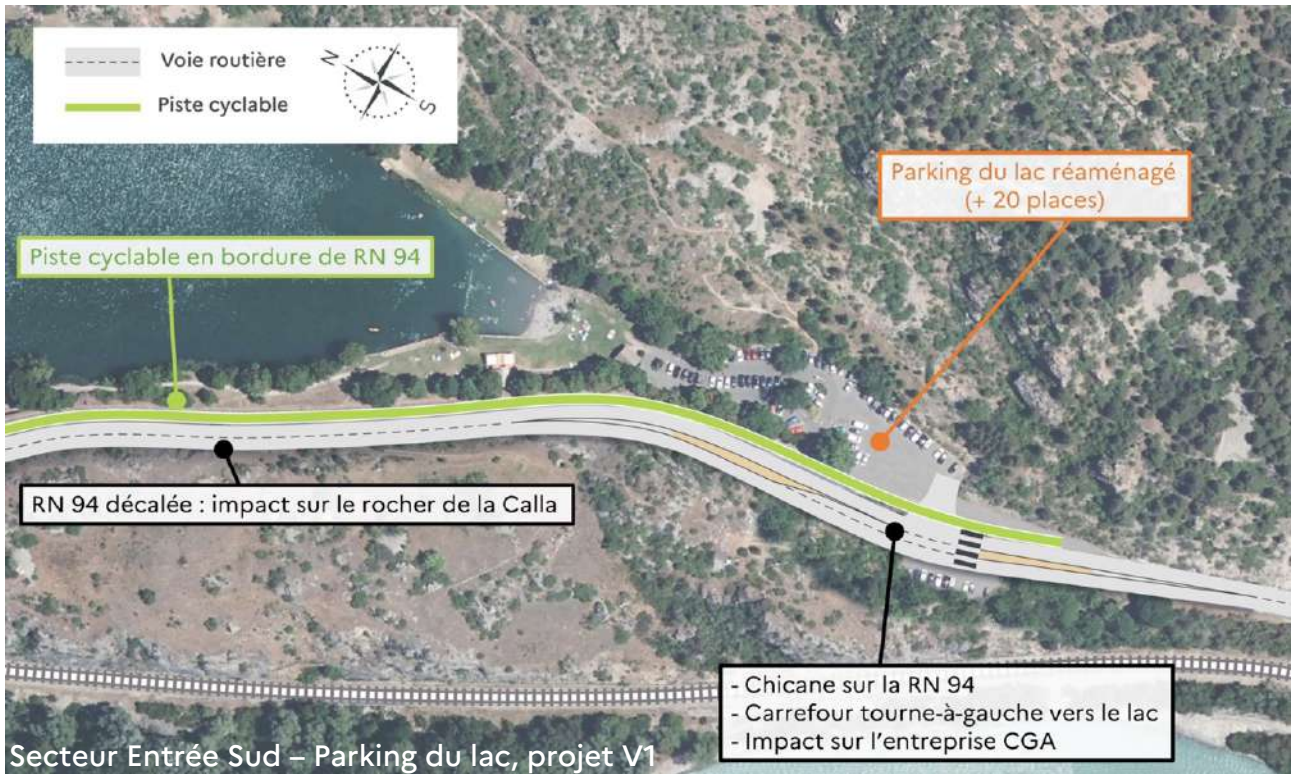 Voie routière
Piste cyclable
N
S
Parking du lac réaménagé
(+ 20 places)
Piste cyclable en bordure de RN 94
RN 94 décalée : impact sur le rocher de la Calla
- Chicane sur la RN 94
- Carrefour tourne-à-gauche vers le lac
- Impact sur l'entreprise CGA
Secteur Entrée Sud – Parking du lac, projet V1